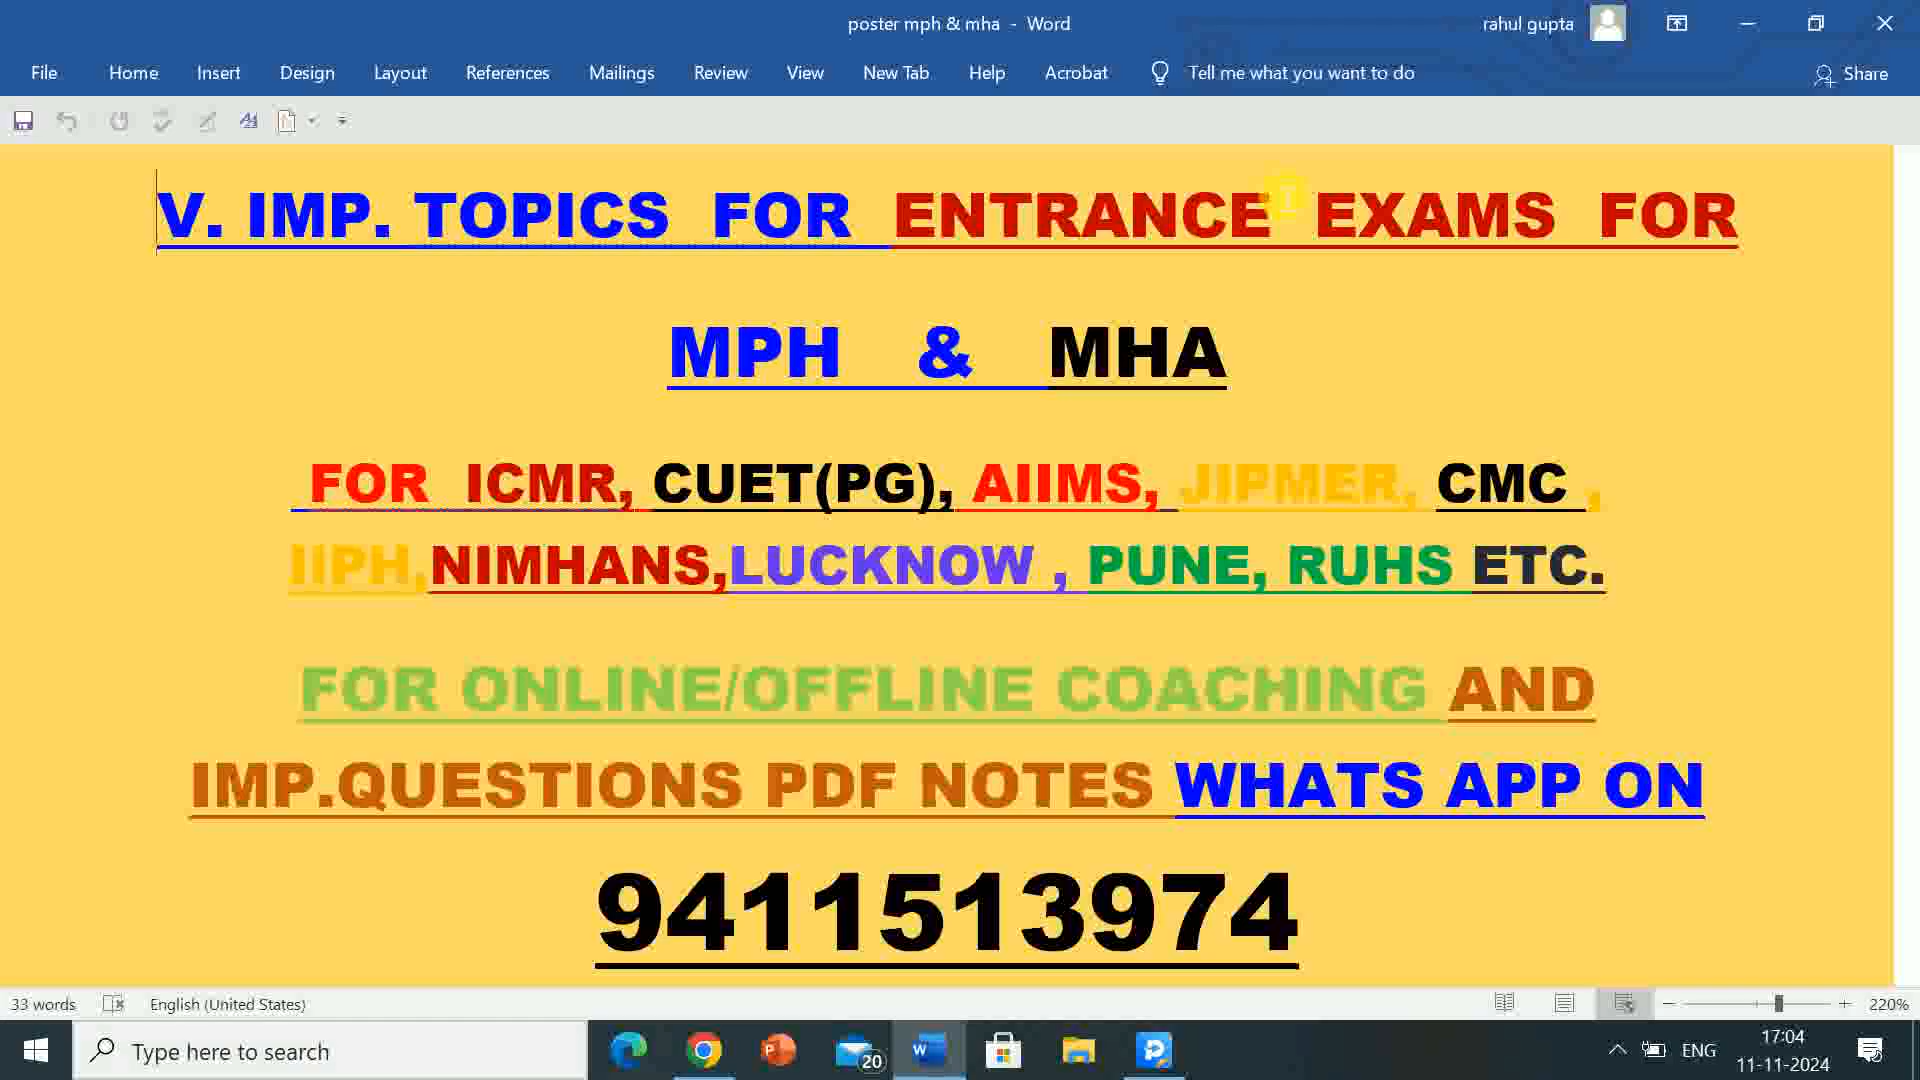 poster mph & mha - Word
rahul gupta
File Home Insert Design Layout References Mailings Review View New Tab Help Acrobat Tell me what you want to do Share
V. IMP. TOPICS FOR ENTRANCE EXAMS FOR
MPH & MHA
FOR ICMR, CUET(PG), AIIMS, JIPMER, CMC ,
IIPH,NIMHANS,LUCKNOW , PUNE, RUHS ETC.
FOR ONLINE/OFFLINE COACHING AND
IMP.QUESTIONS PDF NOTES WHATS APP ON
9411513974
33 words English (United States) 220%
Type here to search
20
ENG
17:04
11-11-2024